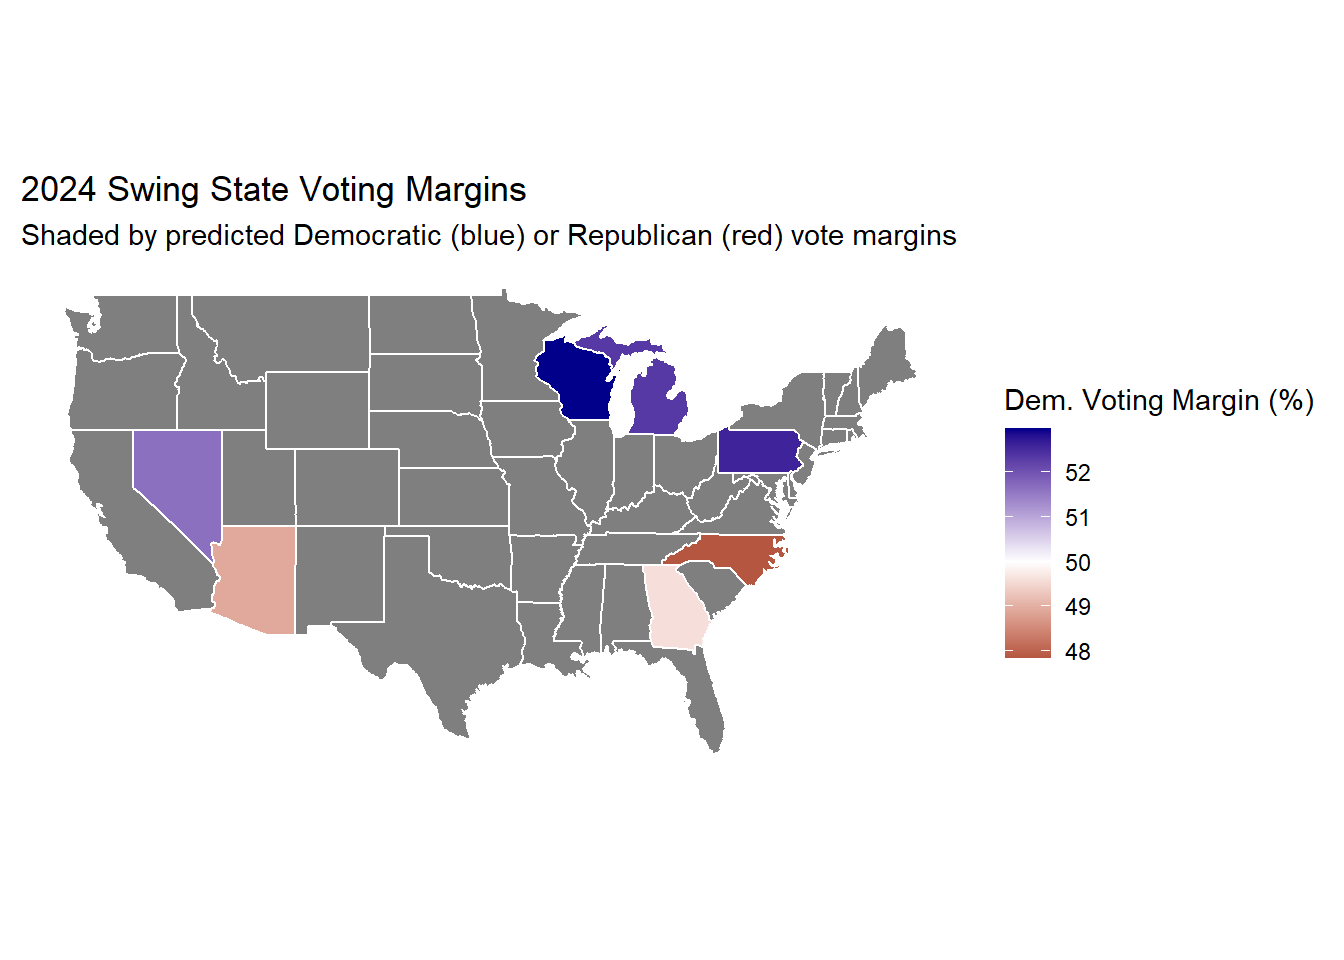 2024 Swing State Voting Margins
Shaded by predicted Democratic (blue) or Republican (red) vote margins
Dem. Voting Margin (%)
52
51
50
49
48